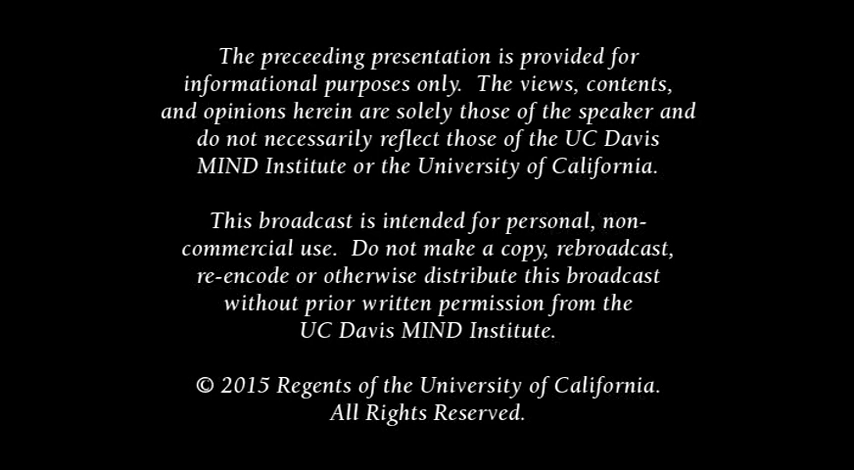 The preceeding presentation is provided for
informational purposes only.  The views, contents,
and opinions herein are solely those of the speaker and
do not necessarily reflect those of the UC Davis
MIND Institute or the University of California.
This broadcast is intended for personal, non-
commercial use.  Do not make a copy, rebroadcast,
re-encode or otherwise distribute this broadcast
without prior written permission from the
UC Davis MIND Institute.
© 2015 Regents of the University of California.
All Rights Reserved.